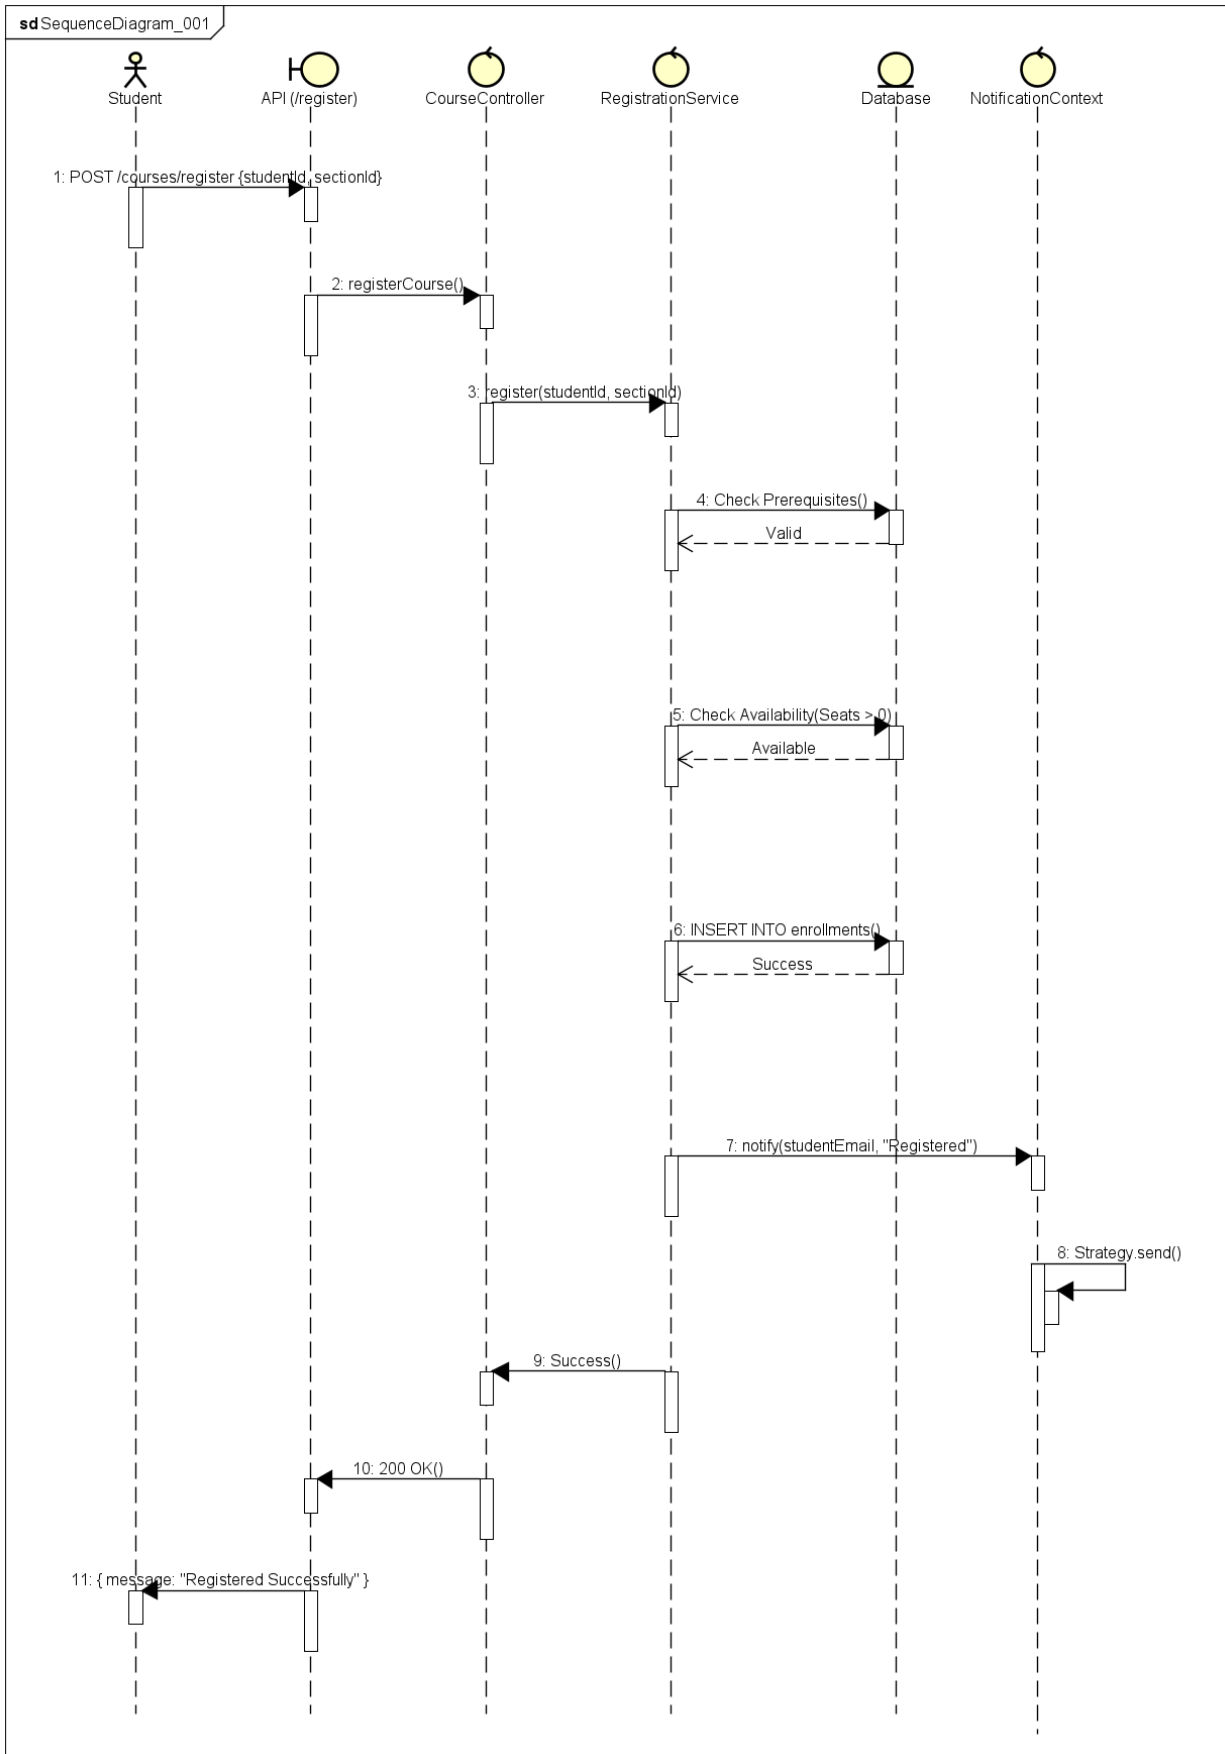 sd SequenceDiagram_001
Student
API (/register)
CourseController
RegistrationService
Database
NotificationContext
1: POST /courses/register {studentId, sectionId}
2: registerCourse()
3: register(studentId, sectionId)
4: Check Prerequisites()
Valid
5: Check Availability(Seats > 0)
Available
6: INSERT INTO enrollments()
Success
7: notify(studentEmail, "Registered")
8: Strategy.send()
9: Success()
10: 200 OK()
11: { message: "Registered Successfully" }